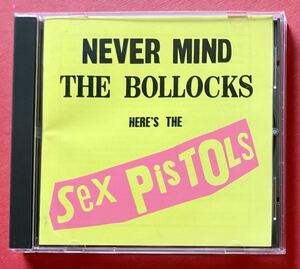 NEVER MIND
THE BOLLOCKS
HERE'S THE
Sex PisTOLs